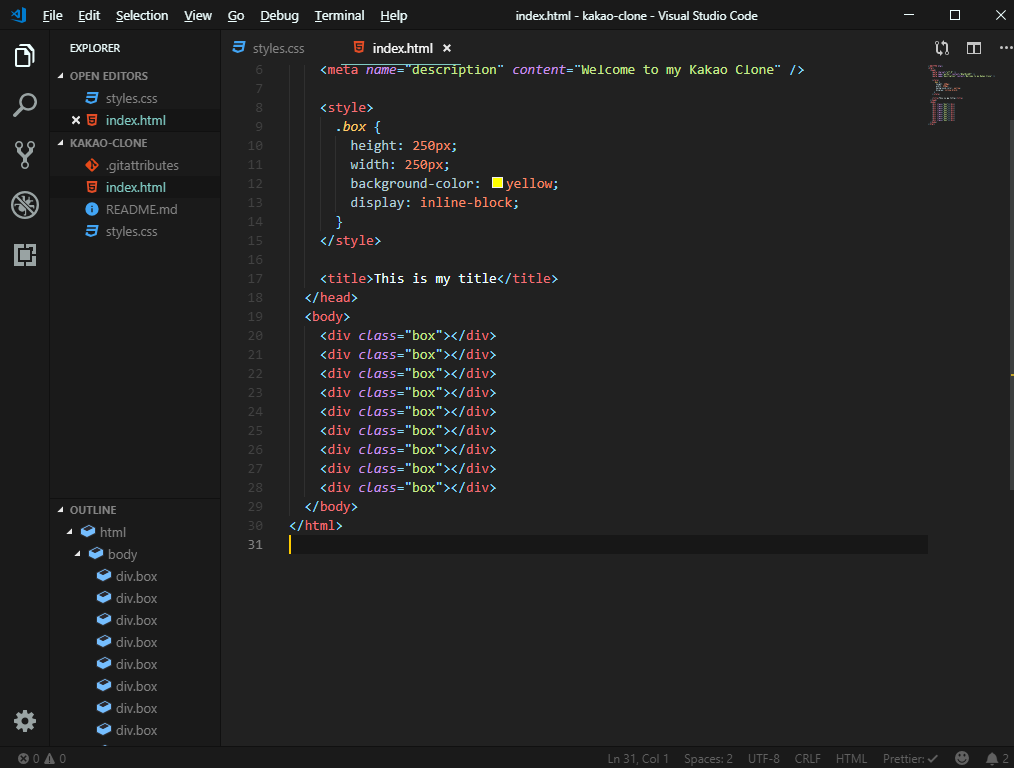 File Edit Selection View Go Debug Terminal Help index.html - kakao-clone - Visual Studio Code
EXPLORER
OPEN EDITORS
styles.css
index.html
KAKAO-CLONE
.gitattributes
index.html
README.md
styles.css
OUTLINE
html
body
div.box
div.box
div.box
div.box
div.box
div.box
div.box
div.box
styles.css index.html
6 <meta name="description" content="Welcome to my Kakao Clone" />
7
8 <style>
9 .box {
10 height: 250px;
11 width: 250px;
12 background-color: yellow;
13 display: inline-block;
14 }
15 </style>
16
17 <title>This is my title</title>
18 </head>
19 <body>
20 <div class="box"></div>
21 <div class="box"></div>
22 <div class="box"></div>
23 <div class="box"></div>
24 <div class="box"></div>
25 <div class="box"></div>
26 <div class="box"></div>
27 <div class="box"></div>
28 <div class="box"></div>
29 </body>
30 </html>
31
0 0 Ln 31, Col 1 Spaces: 2 UTF-8 CRLF HTML Prettier: ✓ 2